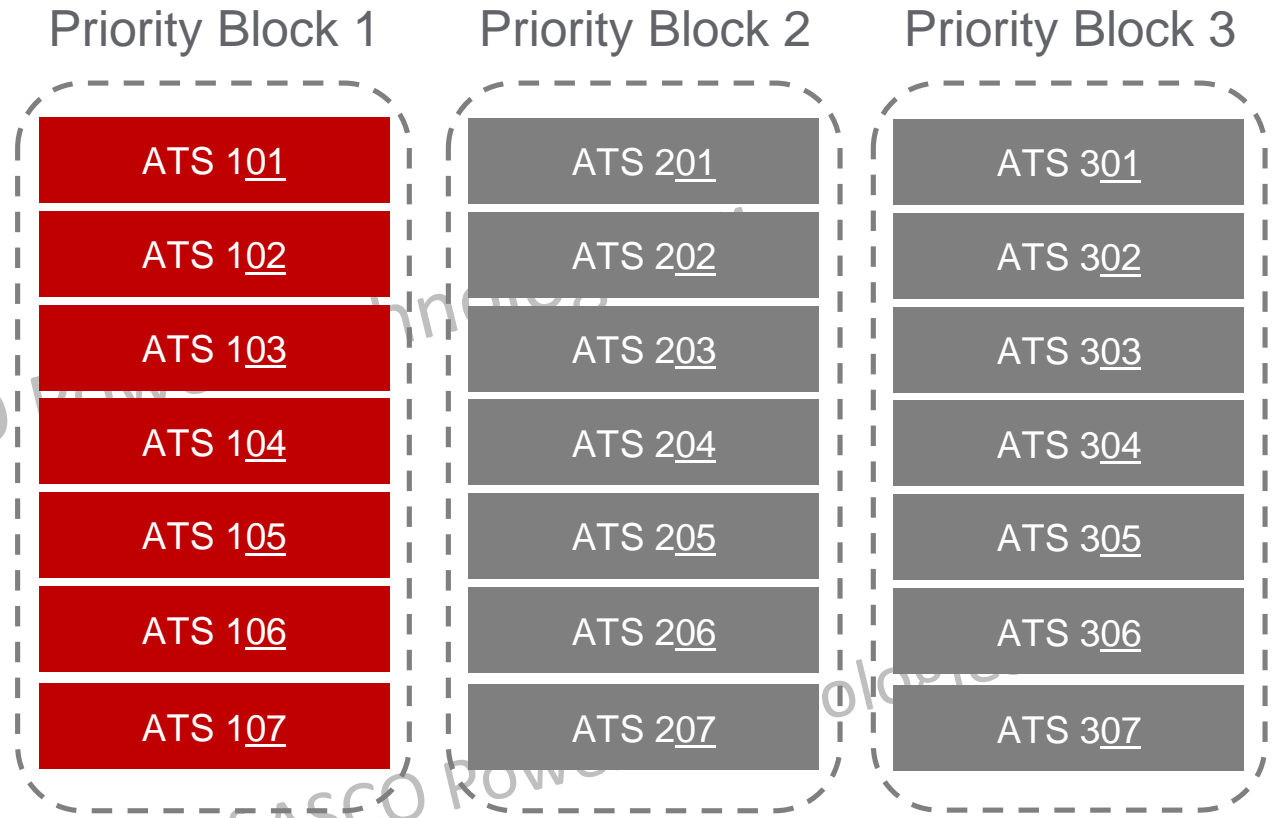 Priority Block 1
ATS 101
ATS 102
ATS 103
ATS 104
ATS 105
ATS 106
ATS 107
Priority Block 2
ATS 201
ATS 202
ATS 203
ATS 204
ATS 205
ATS 206
ATS 207
Priority Block 3
ATS 301
ATS 302
ATS 303
ATS 304
ATS 305
ATS 306
ATS 307
ASCO